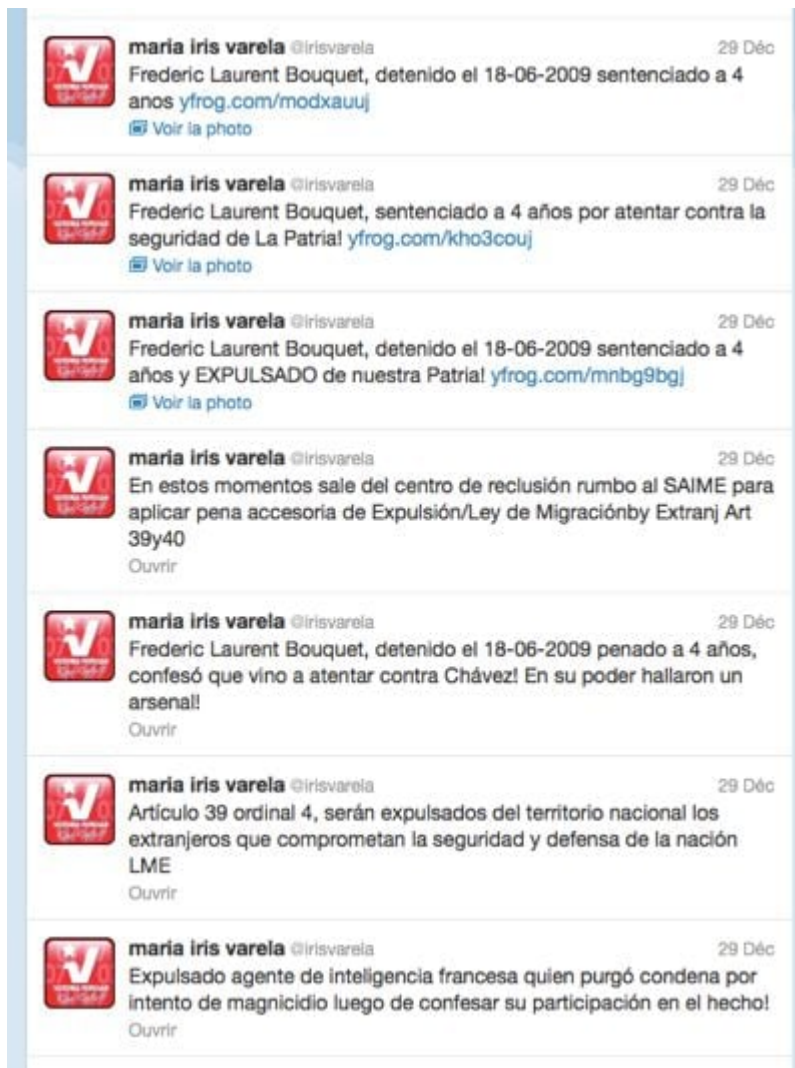 maria iris varela @irisvarela 29 Déc
Frederic Laurent Bouquet, detenido el 18-06-2009 sentenciado a 4
anos yfrog.com/modxauuj
Voir la photo
maria iris varela @irisvarela 29 Déc
Frederic Laurent Bouquet, sentenciado a 4 años por atentar contra la
seguridad de La Patria! yfrog.com/kho3couj
Voir la photo
maria iris varela @irisvarela 29 Déc
Frederic Laurent Bouquet, detenido el 18-06-2009 sentenciado a 4
años y EXPULSADO de nuestra Patria! yfrog.com/mnbg9bgj
Voir la photo
maria iris varela @irisvarela 29 Déc
En estos momentos sale del centro de reclusión rumbo al SAIME para
aplicar pena accesoria de Expulsión/Ley de Migraciónby Extranj Art
39y40
Ouvrir
maria iris varela @irisvarela 29 Déc
Frederic Laurent Bouquet, detenido el 18-06-2009 penado a 4 años,
confesó que vino a atentar contra Chávez! En su poder hallaron un
arsenal!
Ouvrir
maria iris varela @irisvarela 29 Déc
Artículo 39 ordinal 4, serán expulsados del territorio nacional los
extranjeros que comprometan la seguridad y defensa de la nación
LME
Ouvrir
maria iris varela @irisvarela 29 Déc
Expulsado agente de inteligencia francesa quien purgó condena por
intento de magnicidio luego de confesar su participación en el hecho!
Ouvrir